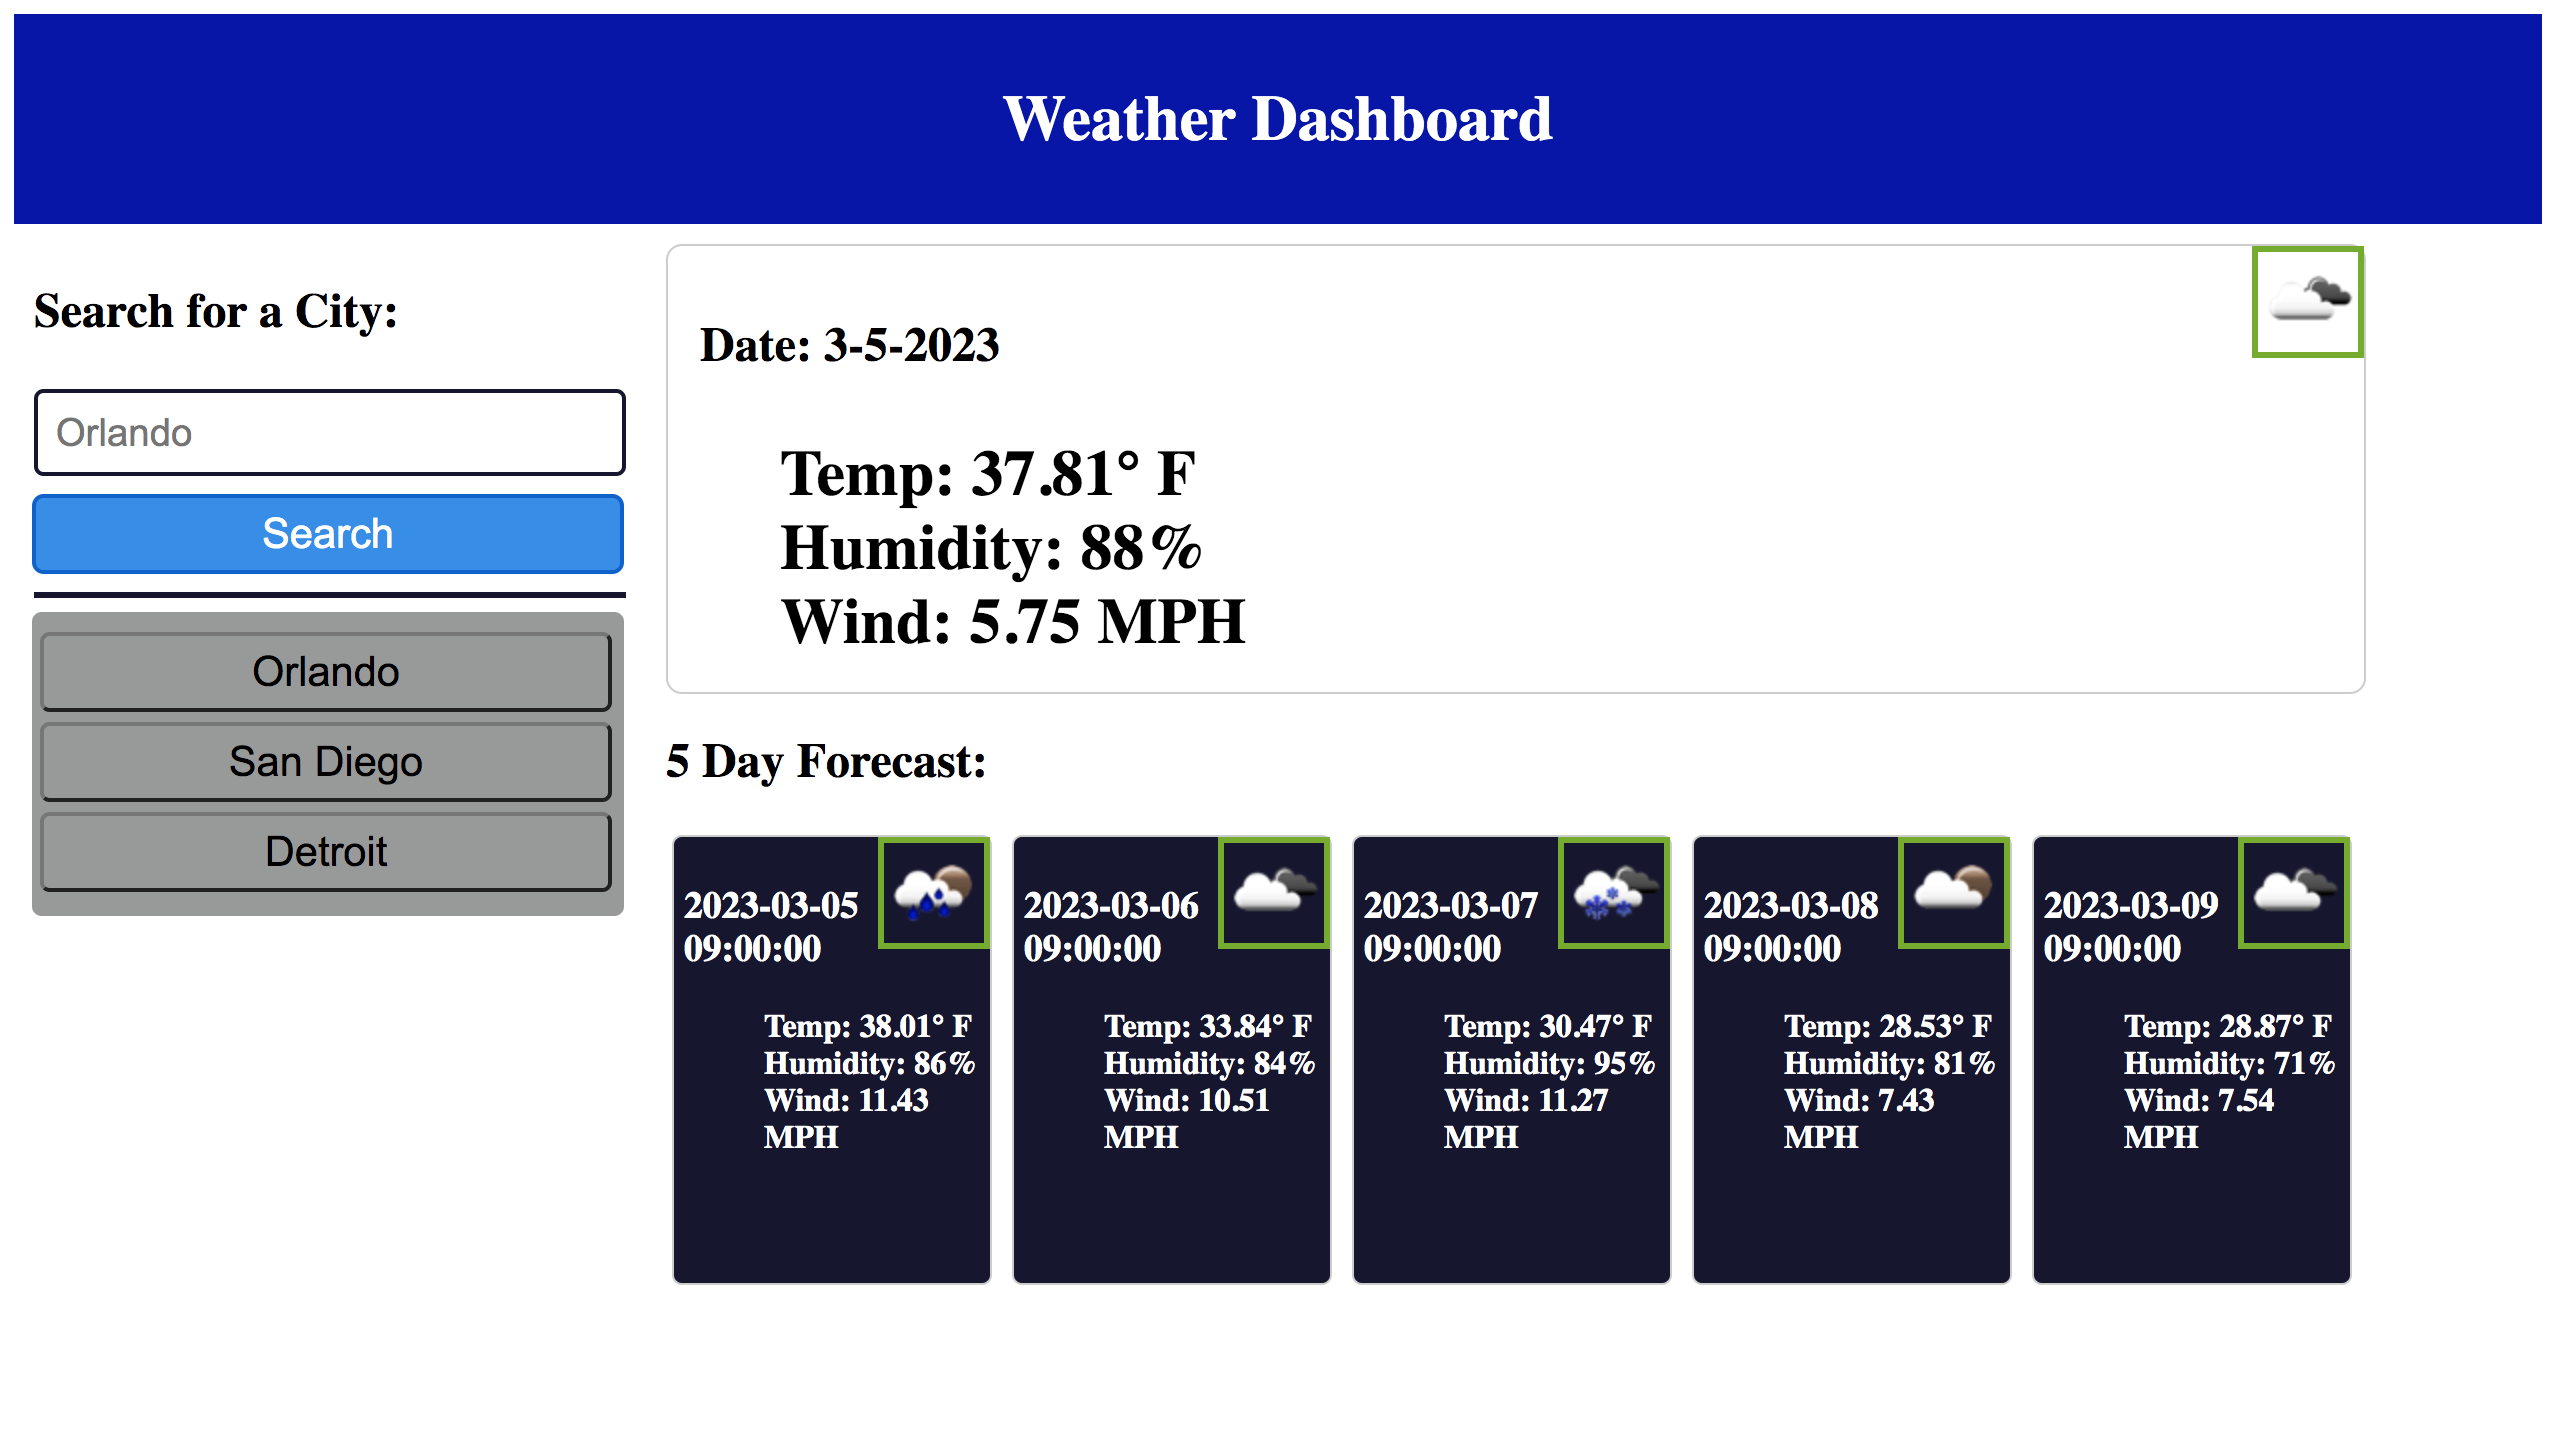 Weather Dashboard
Search for a City:
Orlando
Search
Orlando
San Diego
Detroit
Date: 3-5-2023
Temp: 37.81° F
Humidity: 88%
Wind: 5.75 MPH
5 Day Forecast:
2023-03-05
09:00:00
Temp: 38.01° F
Humidity: 86%
Wind: 11.43
MPH
2023-03-06
09:00:00
Temp: 33.84° F
Humidity: 84%
Wind: 10.51
MPH
2023-03-07
09:00:00
Temp: 30.47° F
Humidity: 95%
Wind: 11.27
MPH
2023-03-08
09:00:00
Temp: 28.53° F
Humidity: 81%
Wind: 7.43
MPH
2023-03-09
09:00:00
Temp: 28.87° F
Humidity: 71%
Wind: 7.54
MPH